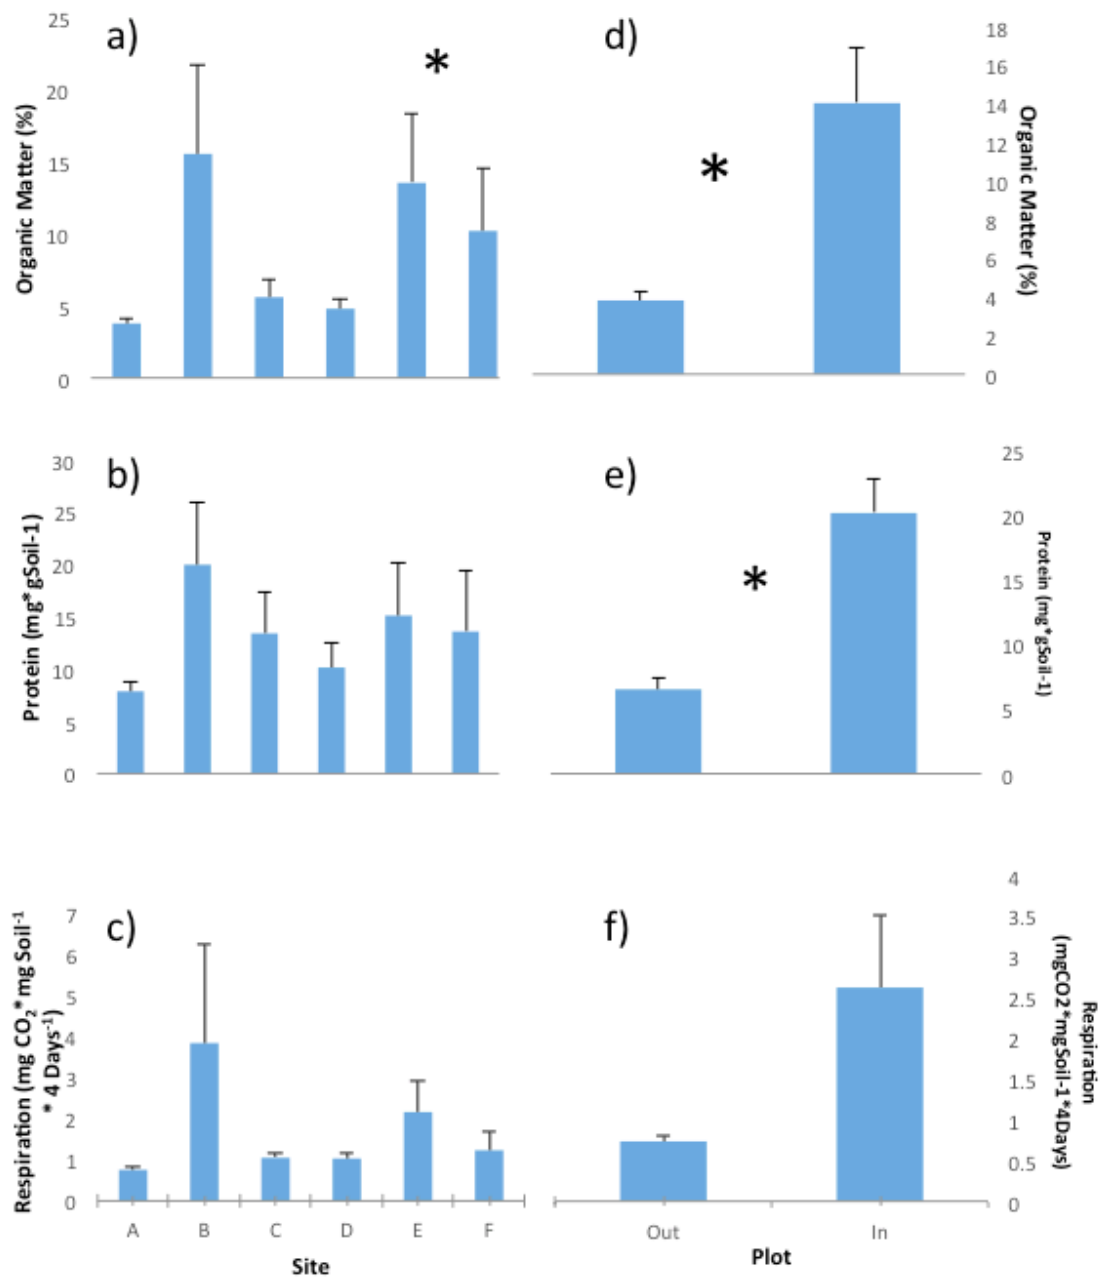 a)
*
Organic Matter (%)
25
20
15
10
5
0
d)
*
18
16
14
12
10
8
6
4
2
0
Organic Matter (%)
b)
Protein (mg* gSoil-1)
30
25
20
15
10
5
0
e)
*
25
20
15
10
5
0
Protein (mg*gSoil-1)
c)
Respiration (mg CO₂*mg Soil⁻¹
* 4 Days⁻¹)
7
6
5
4
3
2
1
0
A B C D E F
Site
f)
4
3.5
3
2.5
2
1.5
1
0.5
0
Respiration
(mgCO2*mgSoil-1*4Days)
Out In
Plot